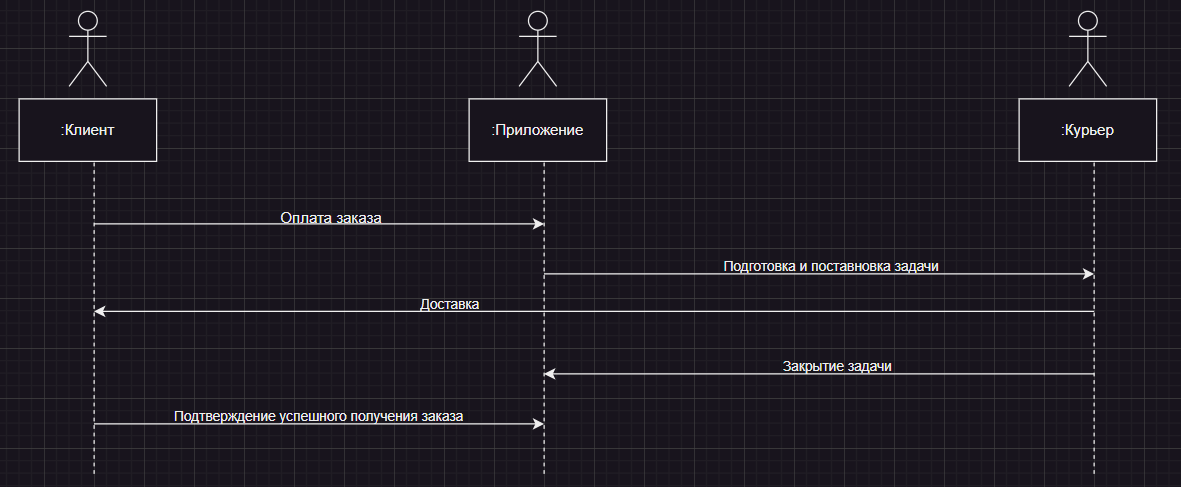 :Клиент
:Приложение
:Курьер
Оплата заказа
Подготовка и поставновка задачи
Доставка
Закрытие задачи
Подтверждение успешного получения заказа